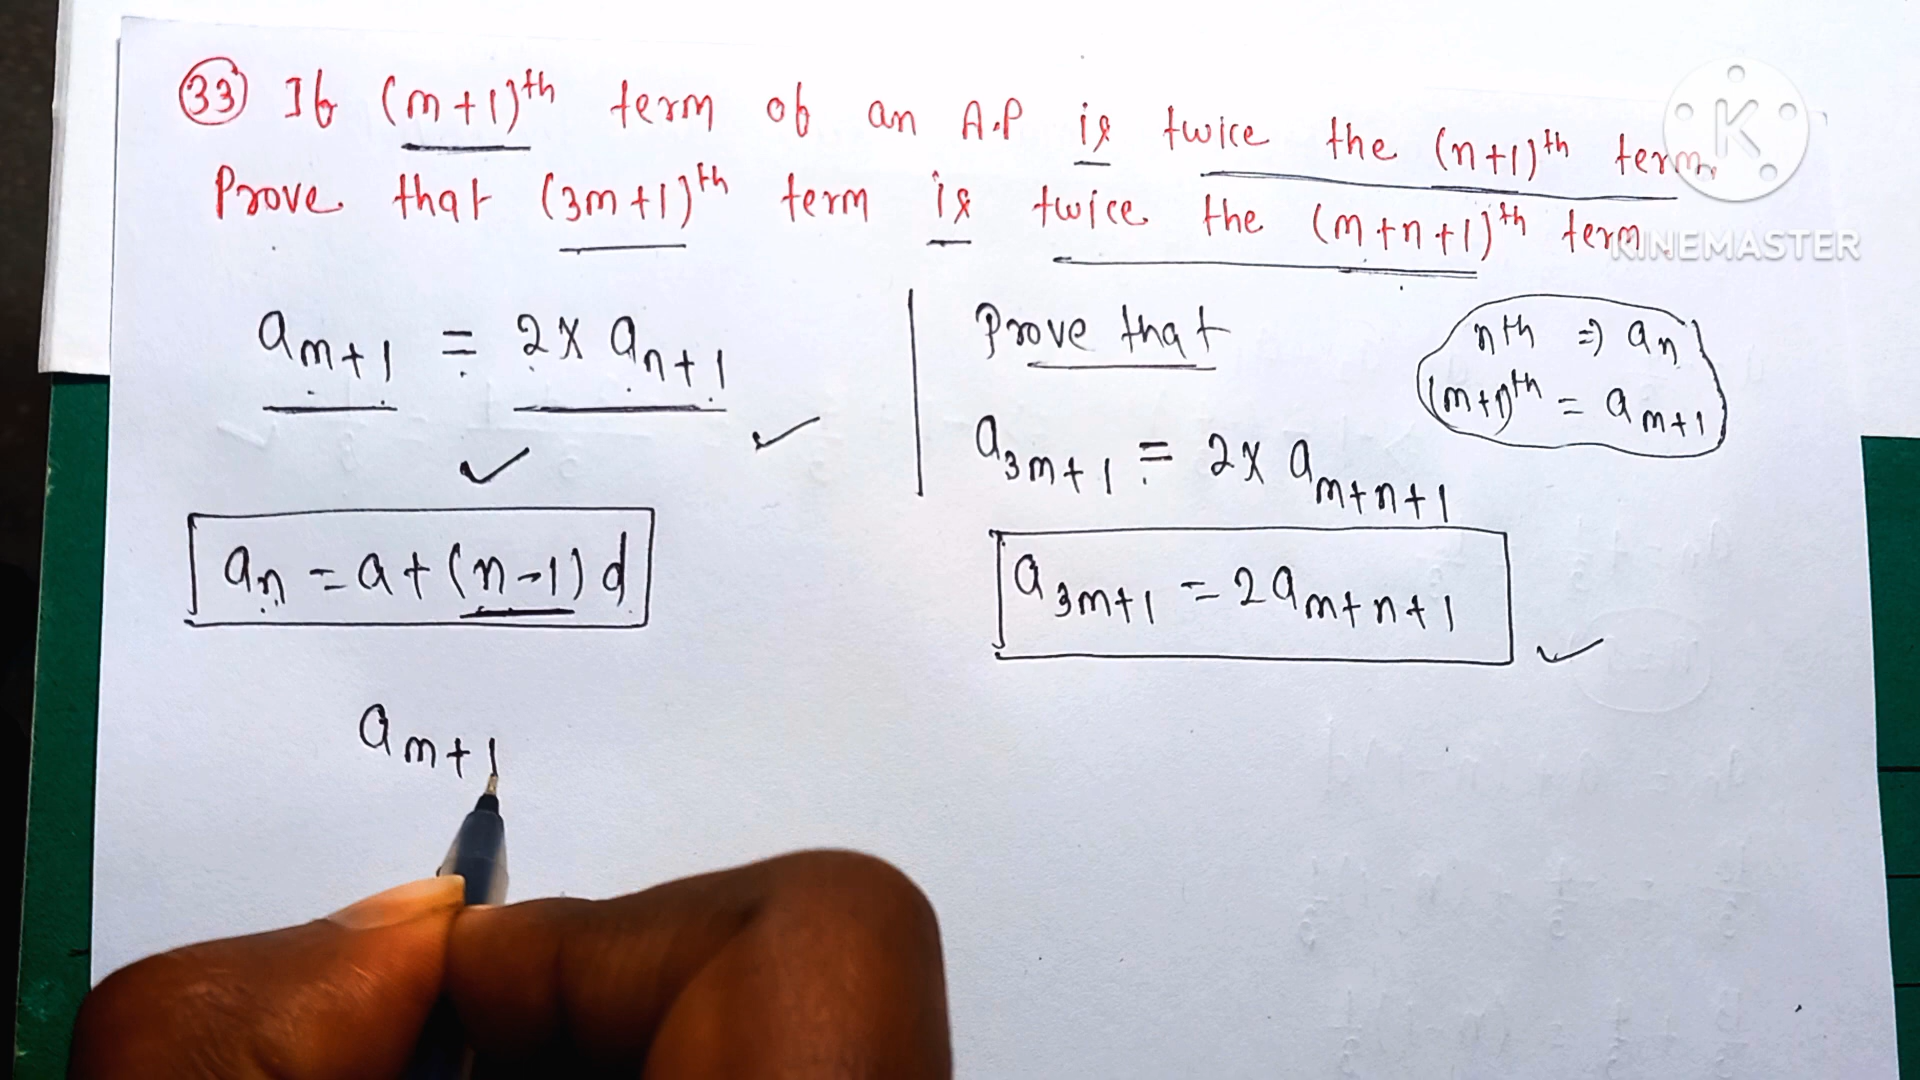 33 If (m+1)th term of an A.P is twice the (n+1)th term.
Prove that (3m+1)th term is twice the (m+n+1)th term.
KINEMASTER
a_{m+1} = 2 x a_{n+1}
a_n = a + (n-1) d
a_{m+1}
Prove that
a_{3m+1} = 2 x a_{m+n+1}
a_{3m+1} = 2a_{m+n+1}
nth ⇒ a_n
(m+1)th = a_{m+1}